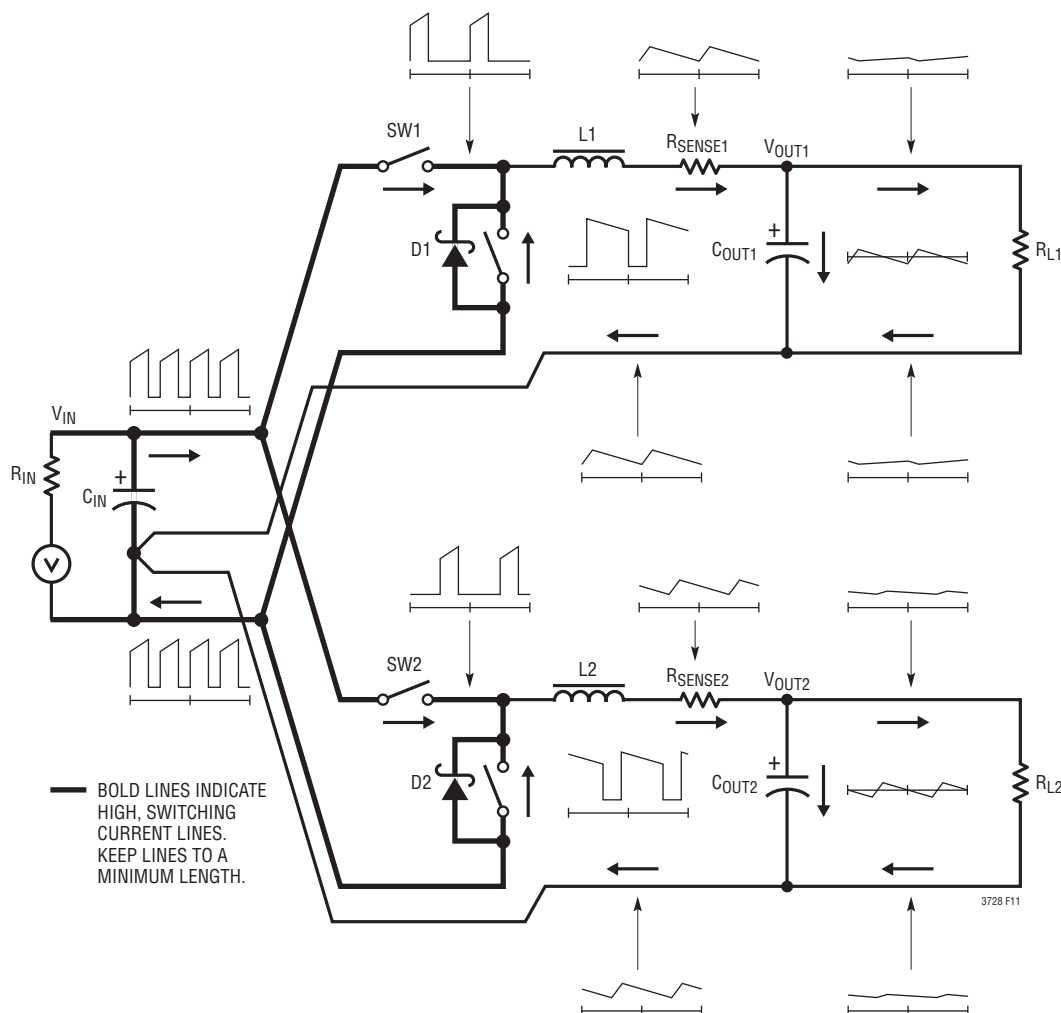 SW1
L1
RSENSE1
VOUT1
D1
COUT1
+
RL1
VIN
RIN
CIN
+
SW2
L2
RSENSE2
VOUT2
D2
COUT2
+
RL2
BOLD LINES INDICATE
HIGH, SWITCHING
CURRENT LINES.
KEEP LINES TO A
MINIMUM LENGTH.
3728 F11
V